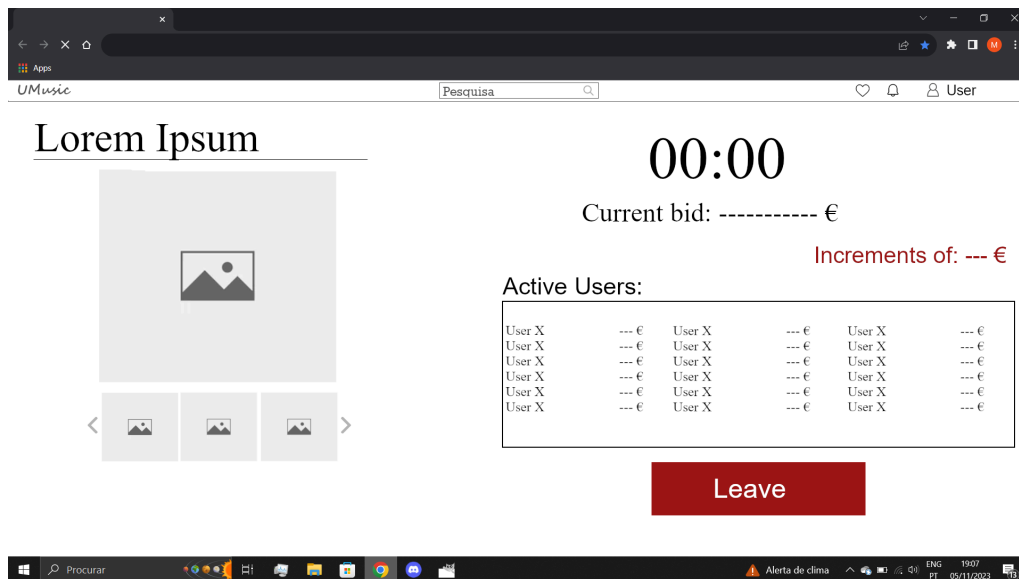 Apps
UMusic
Pesquisa
User
Lorem Ipsum
00:00
Current bid: ----------- €
Increments of: --- €
Active Users:
User X --- € User X --- € User X --- €
User X --- € User X --- € User X --- €
User X --- € User X --- € User X --- €
User X --- € User X --- € User X --- €
User X --- € User X --- € User X --- €
User X --- € User X --- € User X --- €
Leave
Procurar
Alerta de clima
ENG
PT
19:07
05/11/2023
13
M